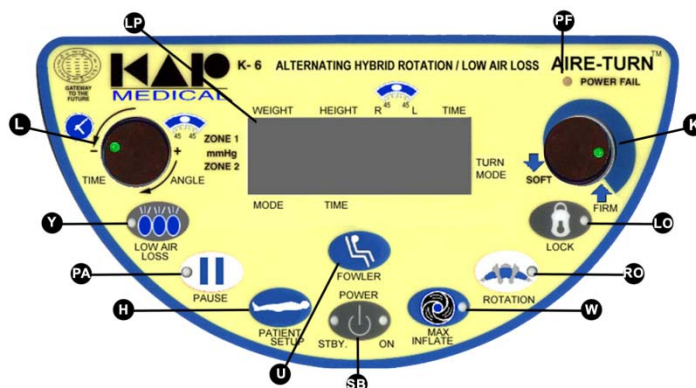 LP
PF
KAP
MEDICAL
GATEWAY
TO THE
FUTURE
K- 6 ALTERNATING HYBRID ROTATION / LOW AIR LOSS AIRE-TURN™
POWER FAIL
WEIGHT HEIGHT R L TIME
45 45
L
K
45 45
ZONE 1
mmHg
ZONE 2
- +
TIME ANGLE
TURN
MODE
SOFT
FIRM
MODE TIME
Y
LOW AIR
LOSS
LOCK
LO
PA
PAUSE
FOWLER
ROTATION
RO
H
PATIENT
SETUP
POWER
STBY. ON
MAX
INFLATE
W
U
SB